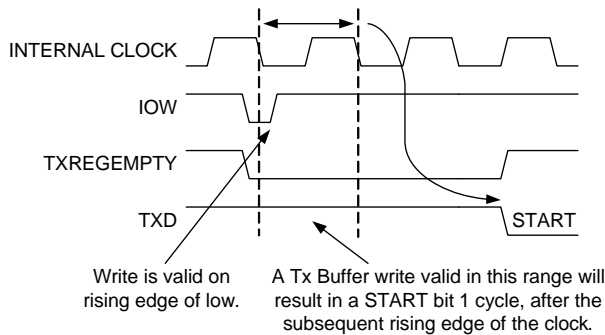 INTERNAL CLOCK
IOW
TXREGEMPTY
TXD
START
Write is valid on
rising edge of low.
A Tx Buffer write valid in this range will
result in a START bit 1 cycle, after the
subsequent rising edge of the clock.